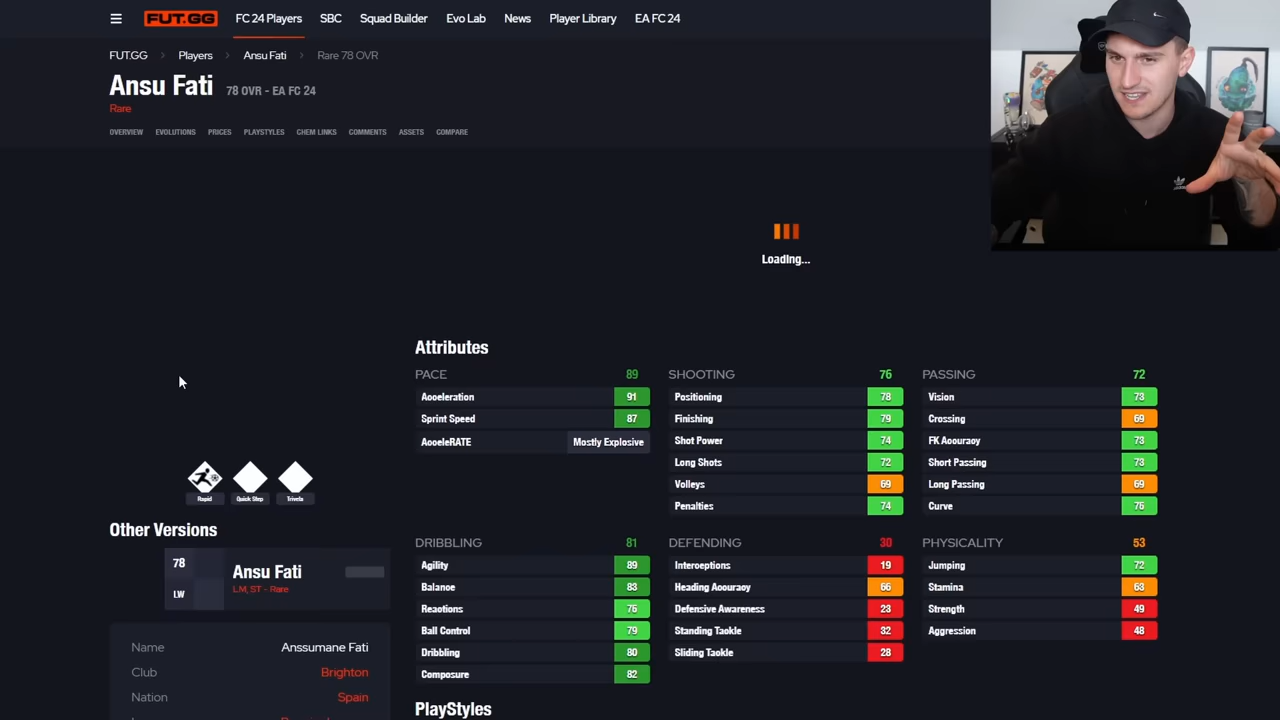 FUT.GG FC 24 Players SBC Squad Builder Evo Lab News Player Library EA FC 24
FUT.GG Players Ansu Fati Rare 78 OVR
Ansu Fati 78 OVR - EA FC 24
Rare
OVERVIEW EVOLUTIONS PRICES PLAYSTYLES CHEM LINKS COMMENTS ASSETS COMPARE
Loading...
Attributes
PACE 89
Acceleration 91
Sprint Speed 87
AcceleRATE Mostly Explosive
SHOOTING 76
Positioning 78
Finishing 79
Shot Power 74
Long Shots 72
Volleys 69
Penalties 74
PASSING 72
Vision 73
Crossing 69
FK Accuracy 73
Short Passing 73
Long Passing 69
Curve 76
Rapid Quick Step Trivela
Other Versions
78
LW
Ansu Fati
LM, ST - Rare
DRIBBLING 81
Agility 89
Balance 83
Reactions 75
Ball Control 79
Dribbling 80
Composure 82
DEFENDING 30
Interceptions 19
Heading Accuracy 66
Defensive Awareness 23
Standing Tackle 32
Sliding Tackle 28
PHYSICALITY 53
Jumping 72
Stamina 63
Strength 49
Aggression 48
Name Anssumane Fati
Club Brighton
Nation Spain
PlayStyles